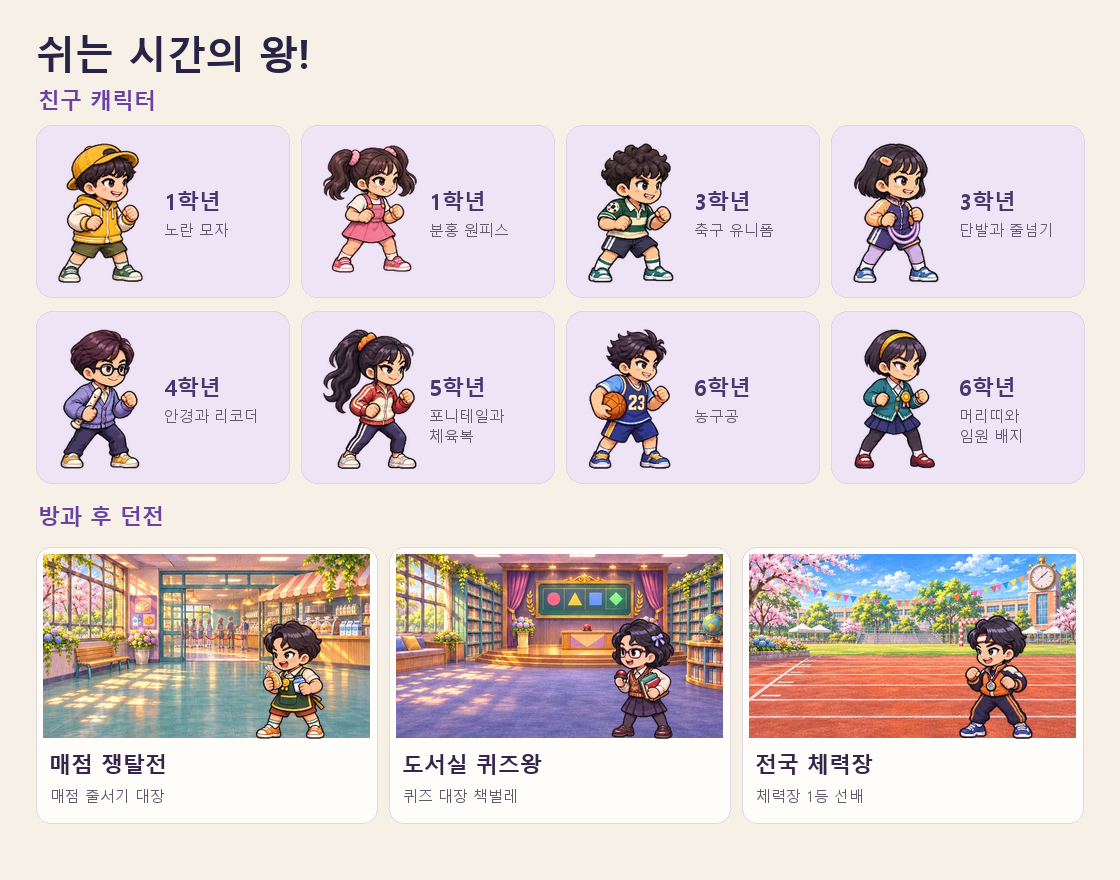 쉬는 시간의 왕!
친구 캐릭터
1학년
노란 모자
1학년
분홍 원피스
3학년
축구 유니폼
3학년
단발과 줄넘기
4학년
안경과 리코더
5학년
포니테일과
체육복
6학년
농구공
23
6학년
머리띠와
임원 배지
방과 후 던전
매점 쟁탈전
매점 줄서기 대장
도서실 퀴즈왕
퀴즈 대장 책벌레
전국 체력장
체력장 1등 선배